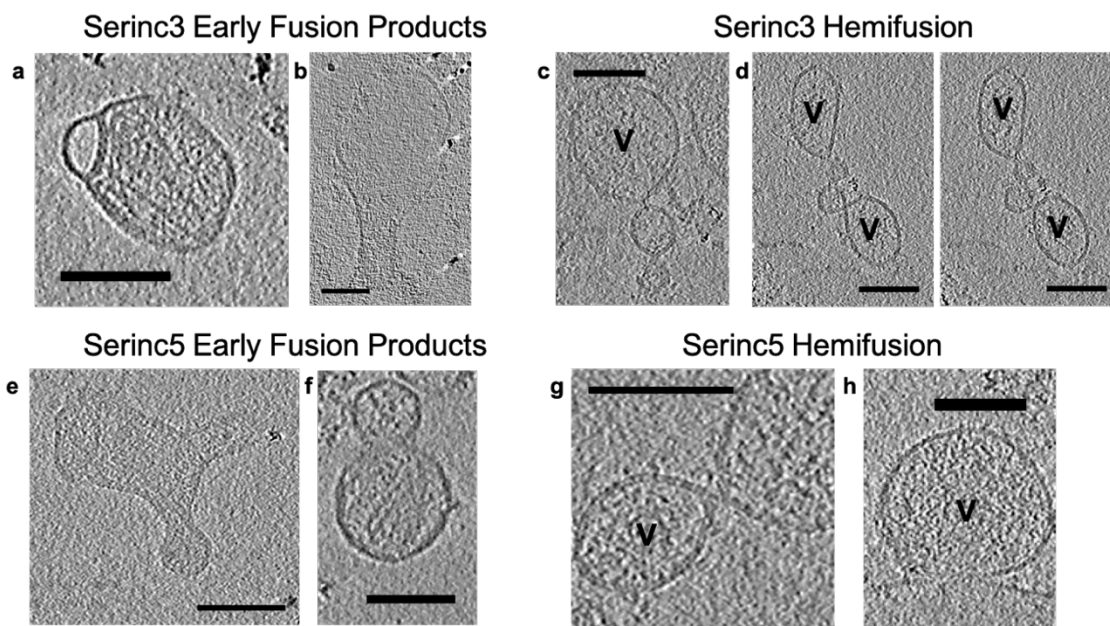 Serinc3 Early Fusion Products
Serinc3 Hemifusion
a
b
c
d
V
V
V
V
V
Serinc5 Early Fusion Products
Serinc5 Hemifusion
e
f
g
h
V
V